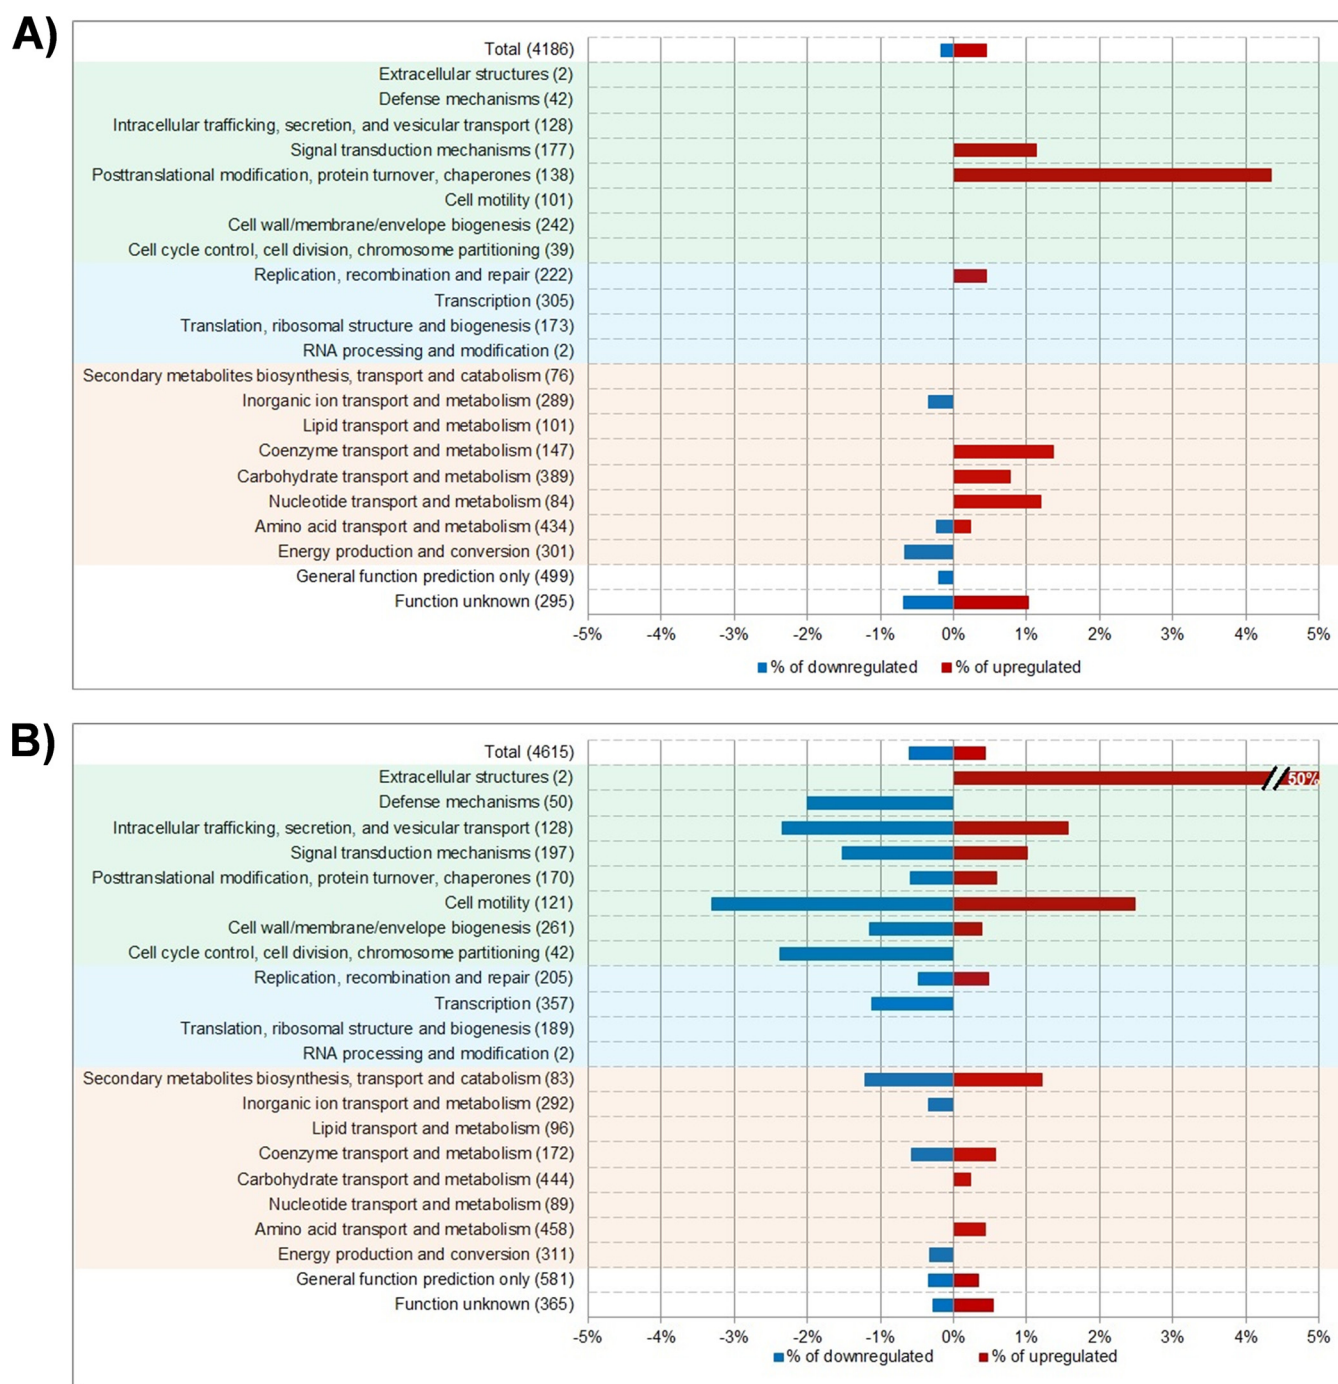 A)
Total (4186)
Extracellular structures (2)
Defense mechanisms (42)
Intracellular trafficking, secretion, and vesicular transport (128)
Signal transduction mechanisms (177)
Posttranslational modification, protein turnover, chaperones (138)
Cell motility (101)
Cell wall/membrane/envelope biogenesis (242)
Cell cycle control, cell division, chromosome partitioning (39)
Replication, recombination and repair (222)
Transcription (305)
Translation, ribosomal structure and biogenesis (173)
RNA processing and modification (2)
Secondary metabolites biosynthesis, transport and catabolism (76)
Inorganic ion transport and metabolism (289)
Lipid transport and metabolism (101)
Coenzyme transport and metabolism (147)
Carbohydrate transport and metabolism (389)
Nucleotide transport and metabolism (84)
Amino acid transport and metabolism (434)
Energy production and conversion (301)
General function prediction only (499)
Function unknown (295)
-5% -4% -3% -2% -1% 0% 1% 2% 3% 4% 5%
% of downregulated % of upregulated
B)
Total (4615)
Extracellular structures (2) 50%
Defense mechanisms (50)
Intracellular trafficking, secretion, and vesicular transport (128)
Signal transduction mechanisms (197)
Posttranslational modification, protein turnover, chaperones (170)
Cell motility (121)
Cell wall/membrane/envelope biogenesis (261)
Cell cycle control, cell division, chromosome partitioning (42)
Replication, recombination and repair (205)
Transcription (357)
Translation, ribosomal structure and biogenesis (189)
RNA processing and modification (2)
Secondary metabolites biosynthesis, transport and catabolism (83)
Inorganic ion transport and metabolism (292)
Lipid transport and metabolism (96)
Coenzyme transport and metabolism (172)
Carbohydrate transport and metabolism (444)
Nucleotide transport and metabolism (89)
Amino acid transport and metabolism (458)
Energy production and conversion (311)
General function prediction only (581)
Function unknown (365)
-5% -4% -3% -2% -1% 0% 1% 2% 3% 4% 5%
% of downregulated % of upregulated